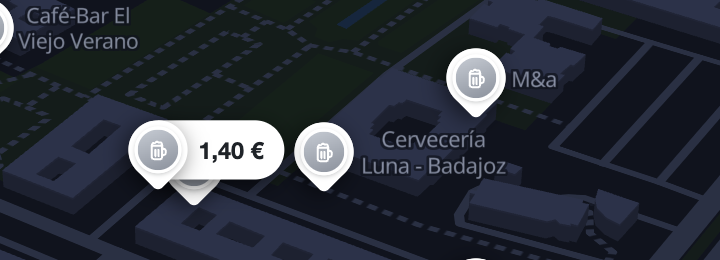 Café-Bar El
Viejo Verano
M&a
1,40 €
Cervecería
Luna - Badajoz